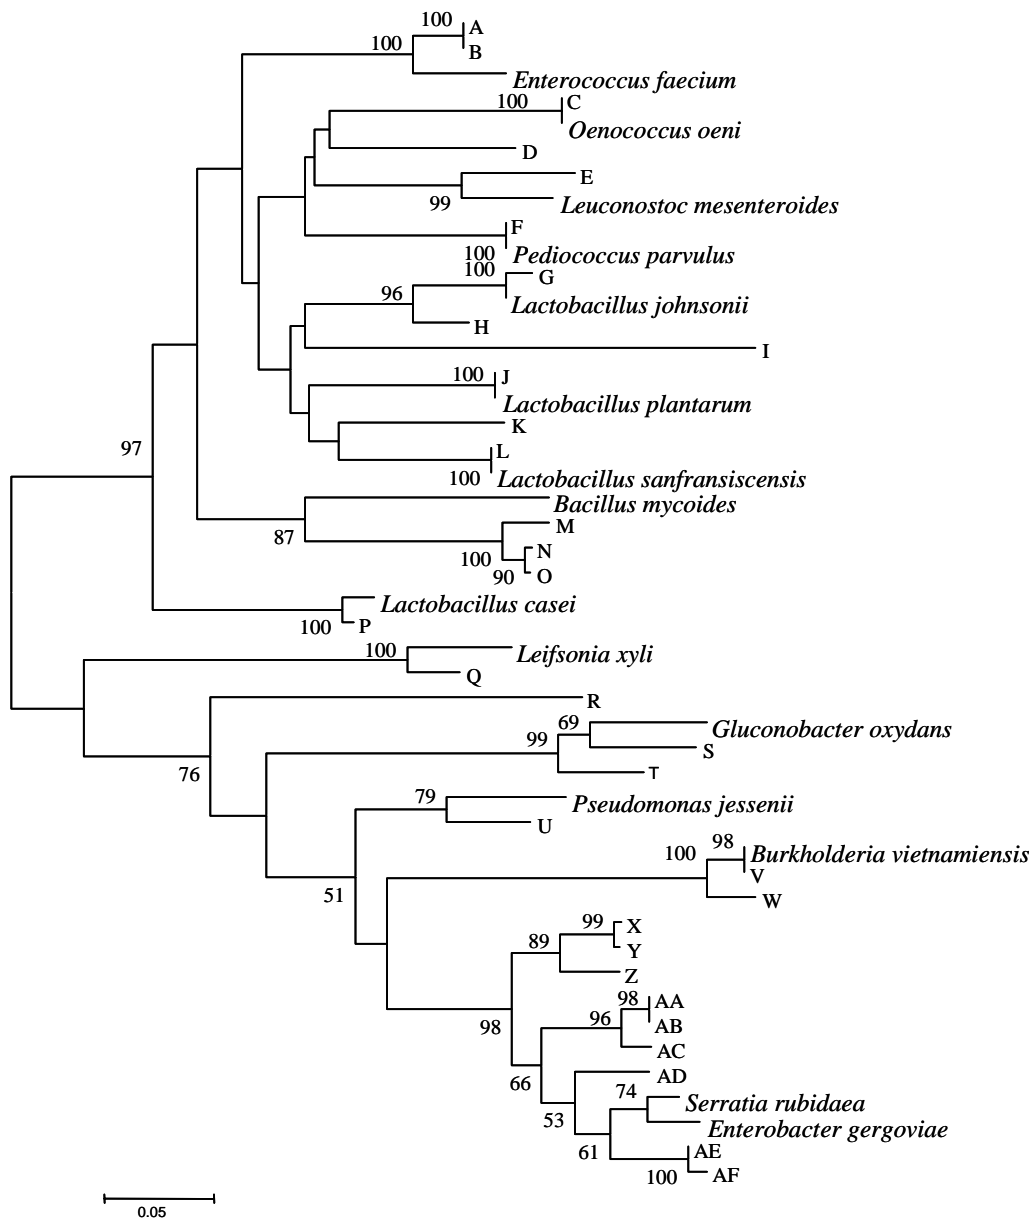 100 A
100 B
Enterococcus faecium
100 C
Oenococcus oeni
D
E
99 Leuconostoc mesenteroides
F
100 Pediococcus parvulus
100 G
96 Lactobacillus johnsonii
H
I
100 J
Lactobacillus plantarum
K
97 L
100 Lactobacillus sanfransiscensis
Bacillus mycoides
M
87 100 N
90 O
Lactobacillus casei
100 P
100 Leifsonia xyli
Q
R
69 Gluconobacter oxydans
99 S
76 T
79 Pseudomonas jessenii
U
98
100 Burkholderia vietnamiensis
V
51 W
99 X
89 Y
Z
98 AA
96 AB
98 AC
66 AD
74 Serratia rubidaea
53 Enterobacter gergoviae
61 AE
100 AF
0.05